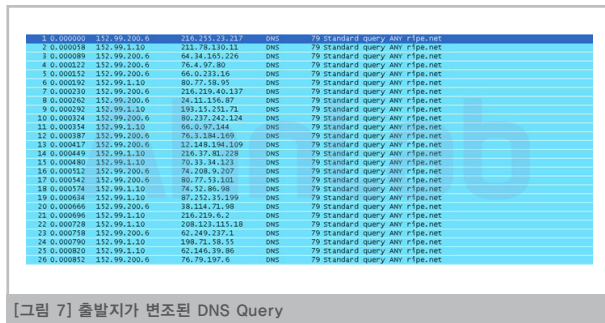 1 0.000000 152.99.200.6 216.255.23.217 DNS 79 Standard query ANY ripe.net
2 0.000058 152.99.1.10 211.78.130.11 DNS 79 Standard query ANY ripe.net
3 0.000089 152.99.200.6 64.34.165.226 DNS 79 Standard query ANY ripe.net
4 0.000122 152.99.200.6 76.4.97.80 DNS 79 Standard query ANY ripe.net
5 0.000152 152.99.200.6 66.0.233.16 DNS 79 Standard query ANY ripe.net
6 0.000192 152.99.1.10 80.77.58.95 DNS 79 Standard query ANY ripe.net
7 0.000230 152.99.200.6 216.219.40.137 DNS 79 Standard query ANY ripe.net
8 0.000262 152.99.200.6 24.11.156.87 DNS 79 Standard query ANY ripe.net
9 0.000292 152.99.1.10 193.15.251.71 DNS 79 Standard query ANY ripe.net
10 0.000324 152.99.200.6 80.237.242.124 DNS 79 Standard query ANY ripe.net
11 0.000354 152.99.1.10 66.0.97.144 DNS 79 Standard query ANY ripe.net
12 0.000387 152.99.200.6 76.3.184.169 DNS 79 Standard query ANY ripe.net
13 0.000417 152.99.200.6 12.148.194.109 DNS 79 Standard query ANY ripe.net
14 0.000449 152.99.1.10 216.37.81.228 DNS 79 Standard query ANY ripe.net
15 0.000480 152.99.1.10 70.33.34.123 DNS 79 Standard query ANY ripe.net
16 0.000512 152.99.200.6 74.208.9.207 DNS 79 Standard query ANY ripe.net
17 0.000542 152.99.200.6 80.77.53.101 DNS 79 Standard query ANY ripe.net
18 0.000574 152.99.1.10 74.52.86.98 DNS 79 Standard query ANY ripe.net
19 0.000634 152.99.1.10 87.252.35.199 DNS 79 Standard query ANY ripe.net
20 0.000666 152.99.200.6 38.114.71.98 DNS 79 Standard query ANY ripe.net
21 0.000696 152.99.1.10 216.219.6.2 DNS 79 Standard query ANY ripe.net
22 0.000728 152.99.1.10 208.123.115.18 DNS 79 Standard query ANY ripe.net
23 0.000758 152.99.200.6 62.249.237.1 DNS 79 Standard query ANY ripe.net
24 0.000790 152.99.1.10 198.71.58.55 DNS 79 Standard query ANY ripe.net
25 0.000820 152.99.1.10 62.146.39.86 DNS 79 Standard query ANY ripe.net
26 0.000852 152.99.200.6 76.79.197.6 DNS 79 Standard query ANY ripe.net
[그림 7] 출발지가 변조된 DNS Query